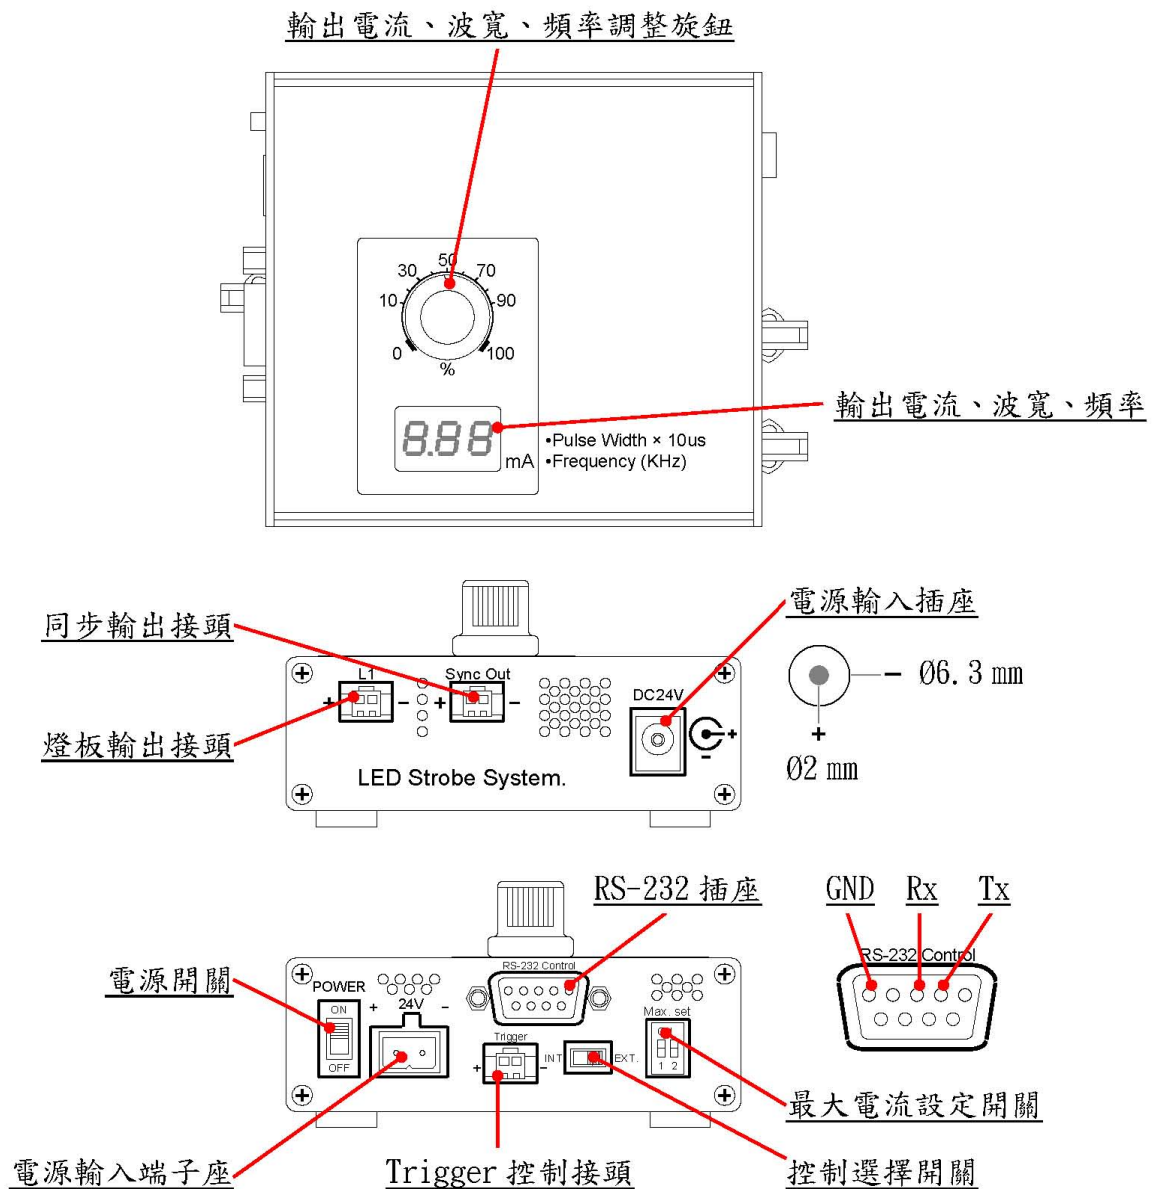 輸出電流、波寬、頻率調整旋鈕
50
30
70
10
90
0
100
%
8.88
mA
•Pulse Width × 10us
•Frequency (KHz)
輸出電流、波寬、頻率
同步輸出接頭
燈板輸出接頭
L1
+
-
Sync Out
+
-
DC24V
+
-
LED Strobe System.
電源輸入插座
- Ø6.3 mm
+
Ø2 mm
RS-232 插座
GND
Rx
Tx
電源開關
POWER
ON
OFF
+
24V
-
RS-232 Control
Trigger
+
-
INT
EXT.
Max. set
1 2
RS-232 Control
最大電流設定開關
電源輸入端子座
Trigger 控制接頭
控制選擇開關